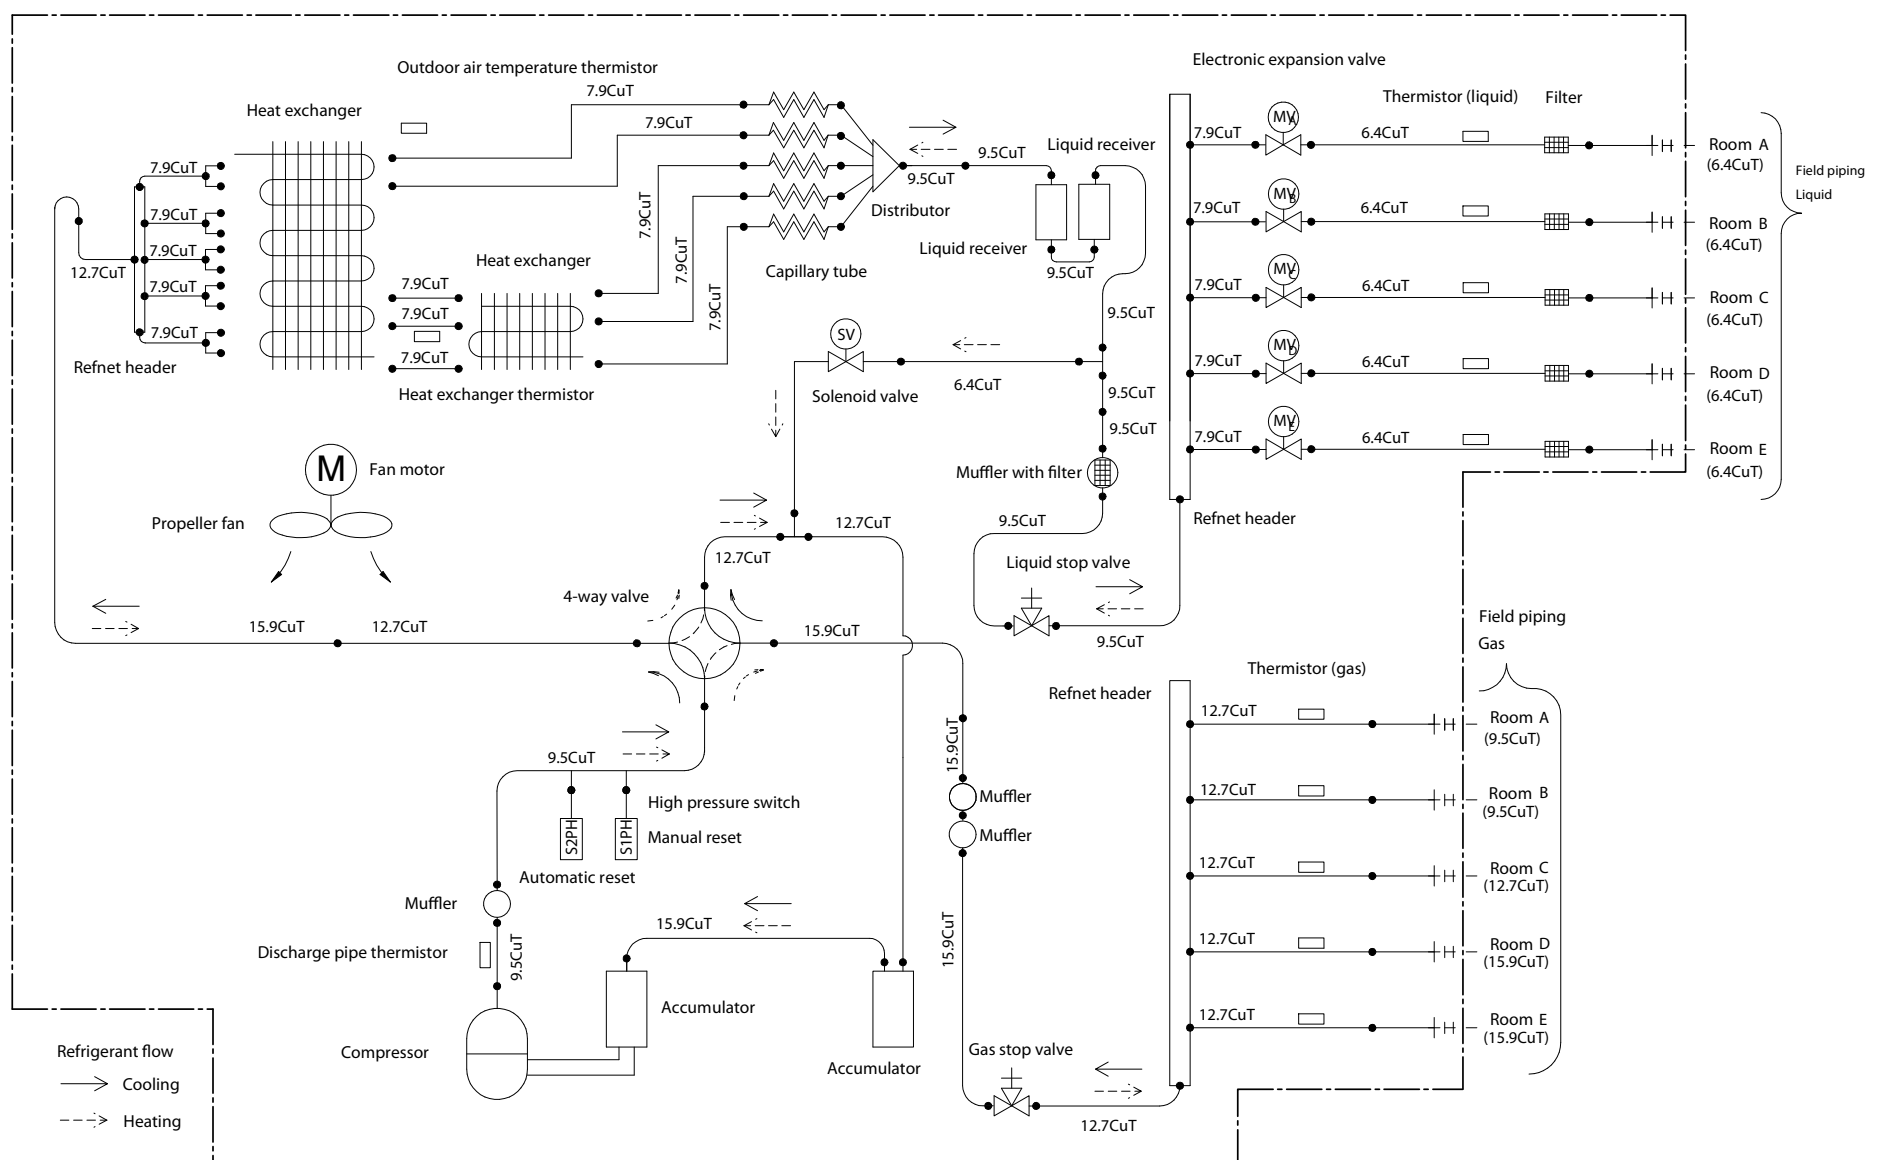 Outdoor air temperature thermistor
7.9CuT
Heat exchanger
7.9CuT
7.9CuT
7.9CuT
7.9CuT
7.9CuT
7.9CuT
12.7CuT
Refnet header
Heat exchanger
7.9CuT
7.9CuT
7.9CuT
Heat exchanger thermistor
7.9CuT
7.9CuT
7.9CuT
Capillary tube
Distributor
9.5CuT
9.5CuT
Liquid receiver
Liquid receiver
9.5CuT
9.5CuT
SV
Solenoid valve
6.4CuT
9.5CuT
9.5CuT
Muffler with filter
9.5CuT
Liquid stop valve
9.5CuT
Refnet header
Electronic expansion valve
Thermistor (liquid)
Filter
MV
A
7.9CuT
6.4CuT
Room A
(6.4CuT)
MV
B
7.9CuT
6.4CuT
Room B
(6.4CuT)
MV
C
7.9CuT
6.4CuT
Room C
(6.4CuT)
MV
D
7.9CuT
6.4CuT
Room D
(6.4CuT)
MV
E
7.9CuT
6.4CuT
Room E
(6.4CuT)
Field piping
Liquid
M
Fan motor
Propeller fan
15.9CuT
12.7CuT
4-way valve
12.7CuT
12.7CuT
15.9CuT
9.5CuT
High pressure switch
S2PH
S1PH
Manual reset
Automatic reset
Muffler
Discharge pipe thermistor
9.5CuT
Compressor
15.9CuT
Accumulator
Accumulator
15.9CuT
Muffler
Muffler
15.9CuT
Gas stop valve
12.7CuT
Refnet header
Thermistor (gas)
Field piping
Gas
12.7CuT
Room A
(9.5CuT)
12.7CuT
Room B
(9.5CuT)
12.7CuT
Room C
(12.7CuT)
12.7CuT
Room D
(15.9CuT)
12.7CuT
Room E
(15.9CuT)
Refrigerant flow
Cooling
Heating